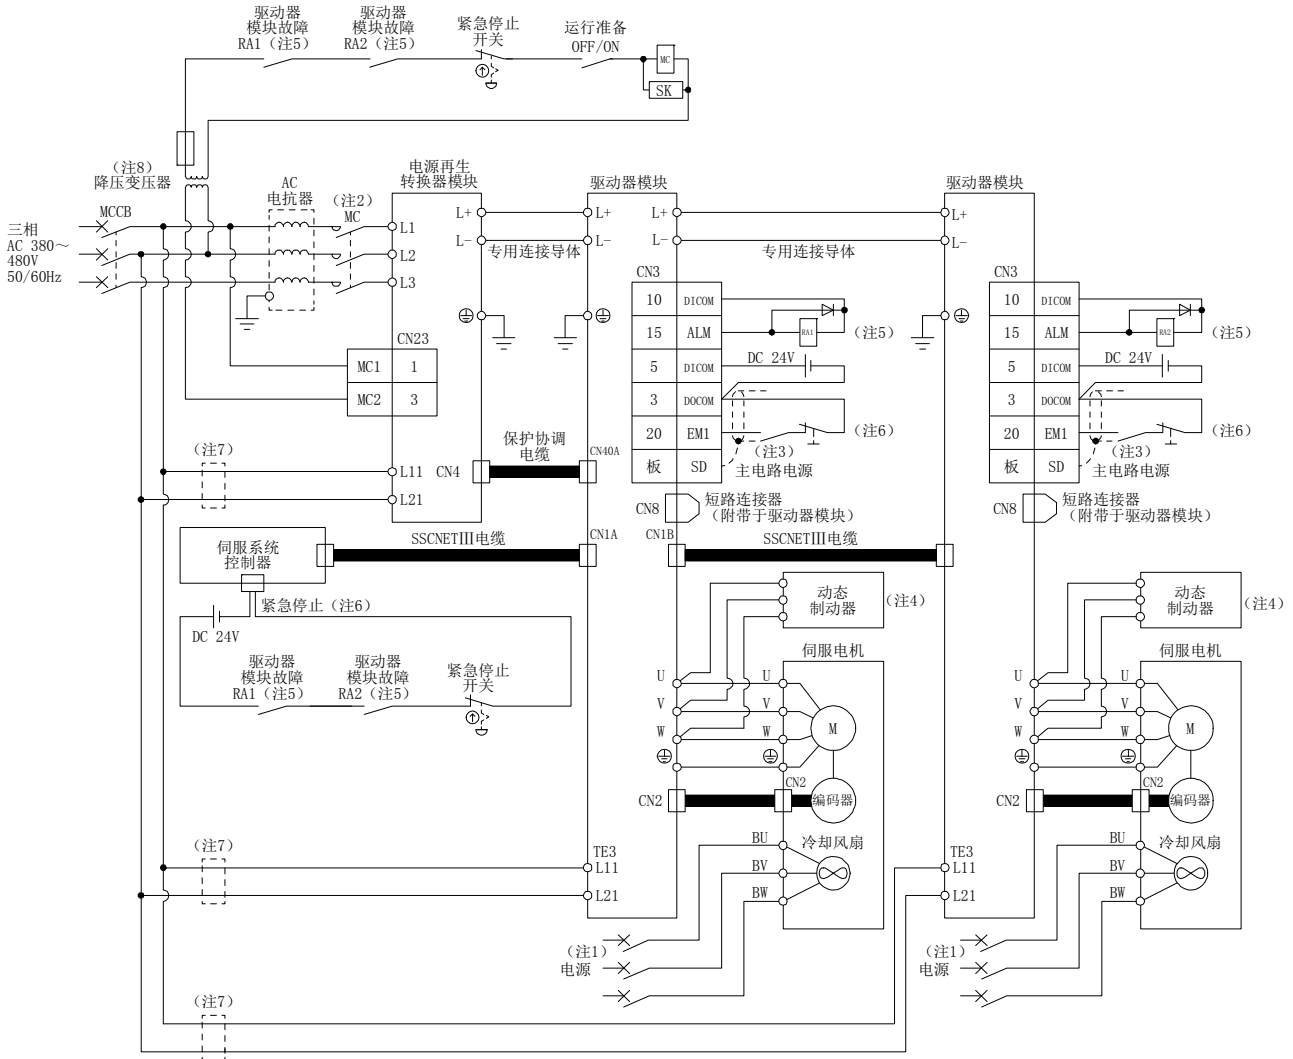 驱动器
模块故障
RA1（注5）
驱动器
模块故障
RA2（注5）
紧急停止
开关
运行准备
OFF/ON
MC
SK
（注8）
降压变压器
MCCB
AC
电抗器
（注2）
MC
电源再生
转换器模块
驱动器模块
驱动器模块
三相
AC 380～
480V
50/60Hz
L1
L2
L3
L+
L-
L+
L-
专用连接导体
L+
L-
L+
L-
专用连接导体
CN23
MC1
1
MC2
3
CN3
10
DICOM
15
ALM
5
DICOM
3
DOCOM
20
EM1
板
SD
RA1
（注5）
DC 24V
（注6）
（注3）
主电路电源
CN3
10
DICOM
15
ALM
5
DICOM
3
DOCOM
20
EM1
板
SD
RA2
（注5）
DC 24V
（注6）
（注3）
主电路电源
（注7）
L11
L21
CN4
保护协调
电缆
CN40A
CN8
短路连接器
（附带于驱动器模块）
CN8
短路连接器
（附带于驱动器模块）
伺服系统
控制器
SSCNETIII电缆
CN1A
CN1B
SSCNETIII电缆
紧急停止（注6）
DC 24V
驱动器
模块故障
RA1（注5）
驱动器
模块故障
RA2（注5）
紧急停止
开关
动态
制动器
（注4）
伺服电机
U
V
W
U
V
W
M
CN2
CN2
编码器
BU
BV
BW
冷却风扇
动态
制动器
（注4）
伺服电机
U
V
W
U
V
W
M
CN2
CN2
编码器
BU
BV
BW
冷却风扇
（注7）
TE3
L11
L21
TE3
L11
L21
（注1）
电源
（注1）
电源
（注7）